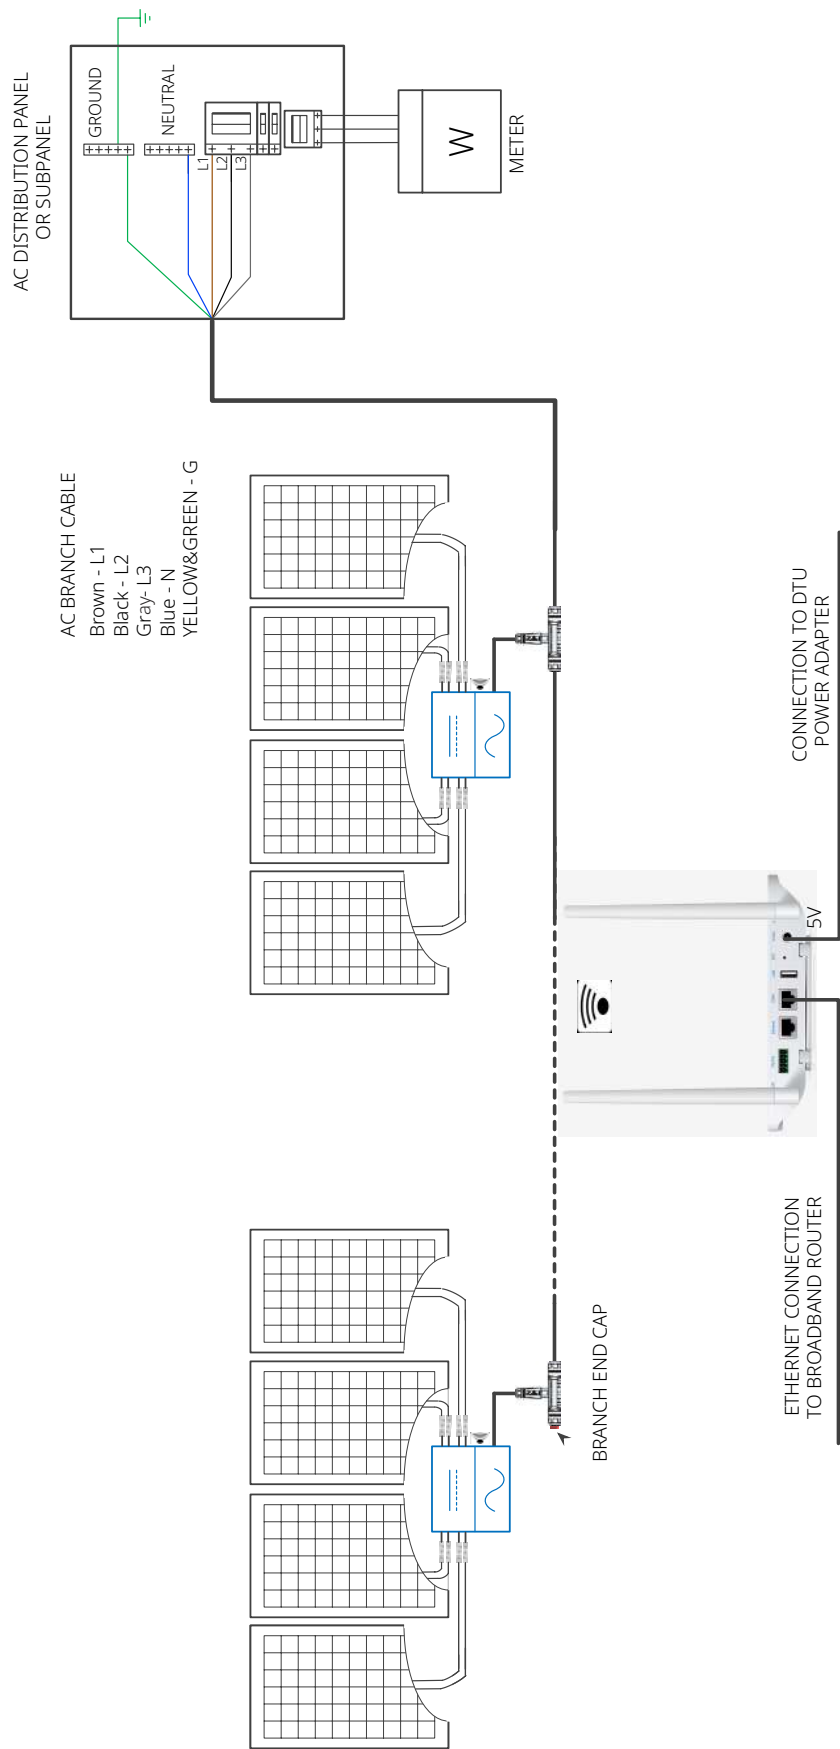 AC DISTRIBUTION PANEL
OR SUBPANEL
AC BRANCH CABLE
Brown - L1
Black - L2
Gray- L3
Blue - N
YELLOW&GREEN - G
GROUND
NEUTRAL
L1
L2
L3
W
METER
BRANCH END CAP
ETHERNET CONNECTION
TO BROADBAND ROUTER
CONNECTION TO DTU
POWER ADAPTER
5V